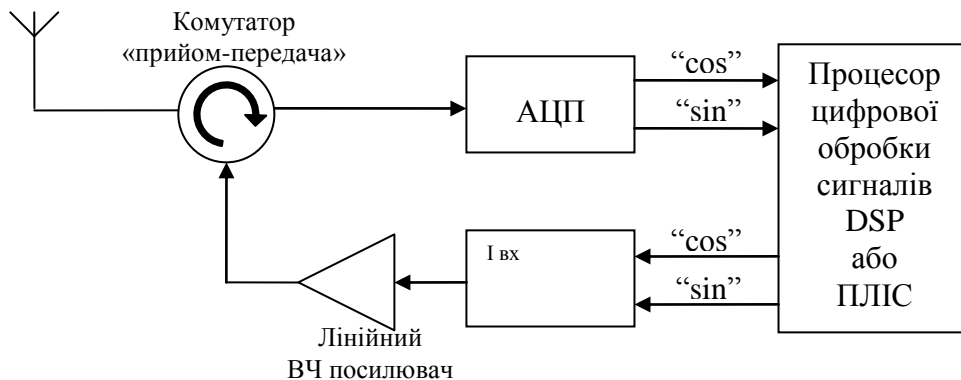 Комутатор
«прийом-передача»
АЦП
“cos”
“sin”
Процесор
цифрової
обробки
сигналів
DSP
або
ПЛІС
І вх
“cos”
“sin”
Лінійний
ВЧ посилювач